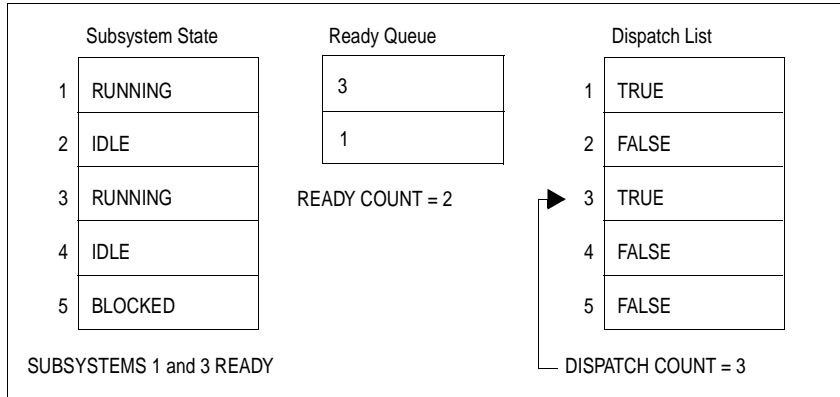 Subsystem State
1 RUNNING
2 IDLE
3 RUNNING
4 IDLE
5 BLOCKED
SUBSYSTEMS 1 and 3 READY
Ready Queue
3
1
READY COUNT = 2
Dispatch List
1 TRUE
2 FALSE
3 TRUE
4 FALSE
5 FALSE
DISPATCH COUNT = 3